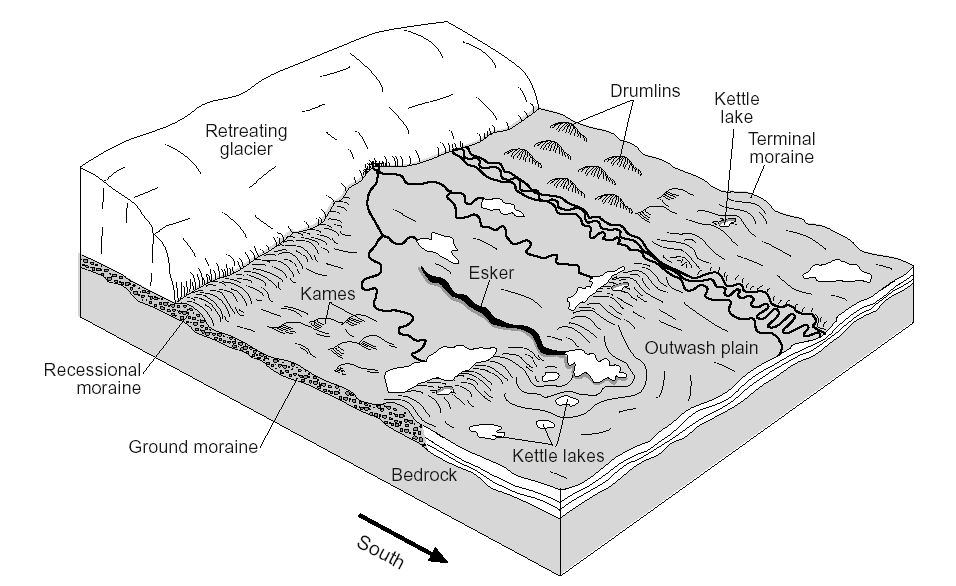 Drumlins
Kettle
lake
Terminal
moraine
Retreating
glacier
Esker
Kames
Outwash plain
Recessional
moraine
Ground moraine
Kettle lakes
Bedrock
South